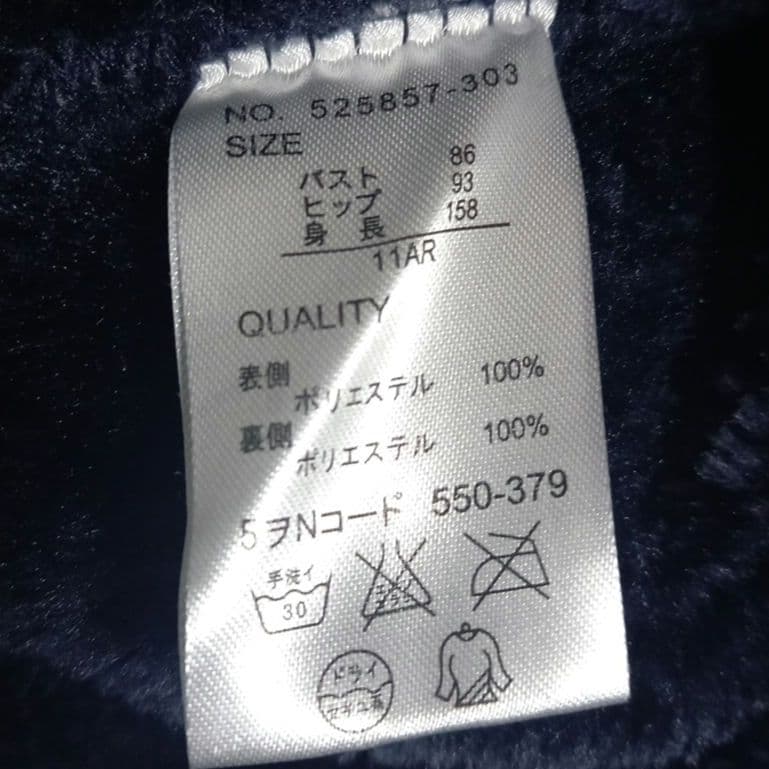 NO. 525857-303
SIZE
バスト 86
ヒップ 93
身長 158
11AR
QUALITY
表側
ポリエステル 100%
裏側
ポリエステル 100%
5ヲNコード 550-379
手洗イ
30
ドライ